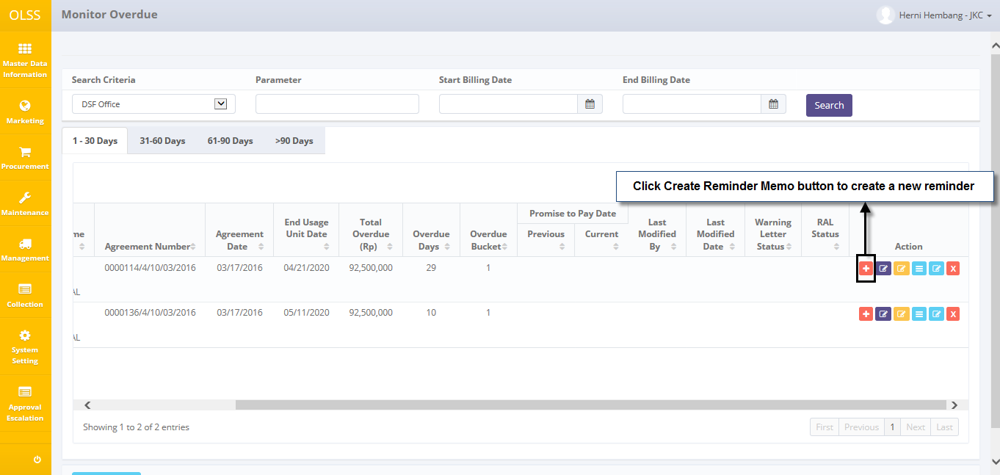 OLSS
Monitor Overdue
Herni Hembang - JKC
Master Data
Information
Marketing
Procurement
Maintenance
Management
Collection
System
Setting
Approval
Escalation
Search Criteria
Parameter
Start Billing Date
End Billing Date
DSF Office
Search
1 - 30 Days
31-60 Days
61-90 Days
>90 Days
Click Create Reminder Memo button to create a new reminder
me
Agreement Number
Agreement
Date
End Usage
Unit Date
Total
Overdue
(Rp)
Overdue
Days
Overdue
Bucket
Promise to Pay Date
Previous
Current
Last
Modified
By
Last
Modified
Date
Warning
Letter
Status
RAL
Status
Action
0000114/4/10/03/2016 03/17/2016 04/21/2020 92,500,000 29 1
AL
X
0000136/4/10/03/2016 03/17/2016 05/11/2020 92,500,000 10 1
AL
X
Showing 1 to 2 of 2 entries
First Previous 1 Next Last